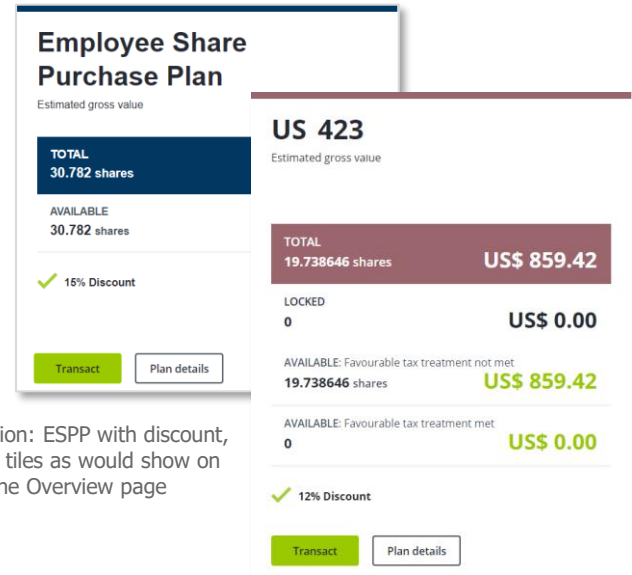 Employee Share
Purchase Plan
Estimated gross value
TOTAL
30.782 shares
AVAILABLE
30.782 shares
15% Discount
Transact
Plan details
US 423
Estimated gross value
TOTAL
19.738646 shares
US$ 859.42
LOCKED
0
US$ 0.00
AVAILABLE: Favourable tax treatment not met
19.738646 shares
US$ 859.42
AVAILABLE: Favourable tax treatment met
0
US$ 0.00
12% Discount
Transact
Plan details
ESPP with discount,
tiles as would show on
Overview page